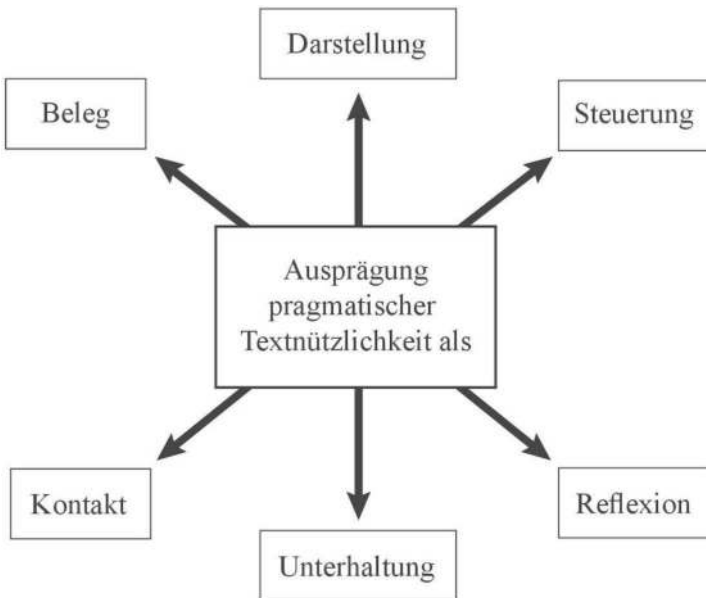 Darstellung
Beleg
Steuerung
Ausprägung
pragmatischer
Textnützlichkeit als
Kontakt
Reflexion
Unterhaltung